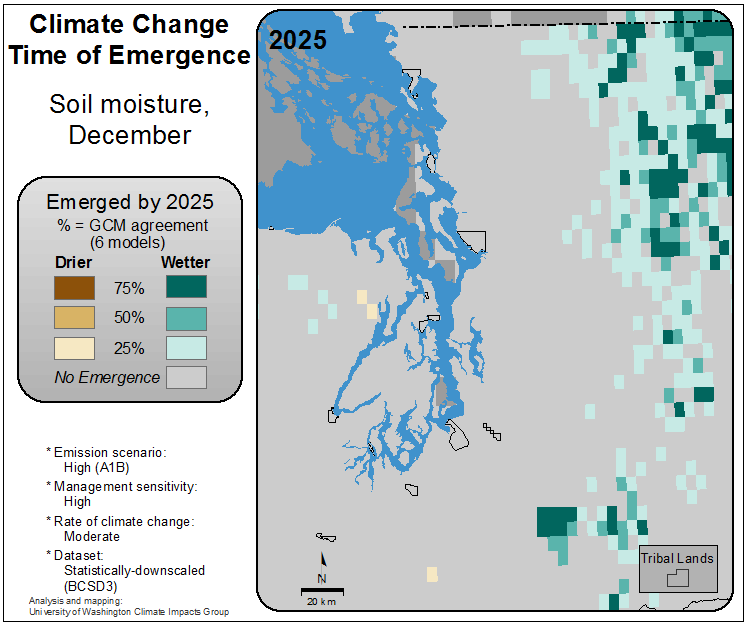 Climate Change
Time of Emergence
Soil moisture,
December
Emerged by 2025
% = GCM agreement
(6 models)
Drier Wetter
75%
50%
25%
No Emergence
* Emission scenario:
High (A1B)
* Management sensitivity:
High
* Rate of climate change:
Moderate
* Dataset:
Statistically-downscaled
(BCSD3)
Analysis and mapping:
University of Washington Climate Impacts Group
2025
N
20 km
Tribal Lands